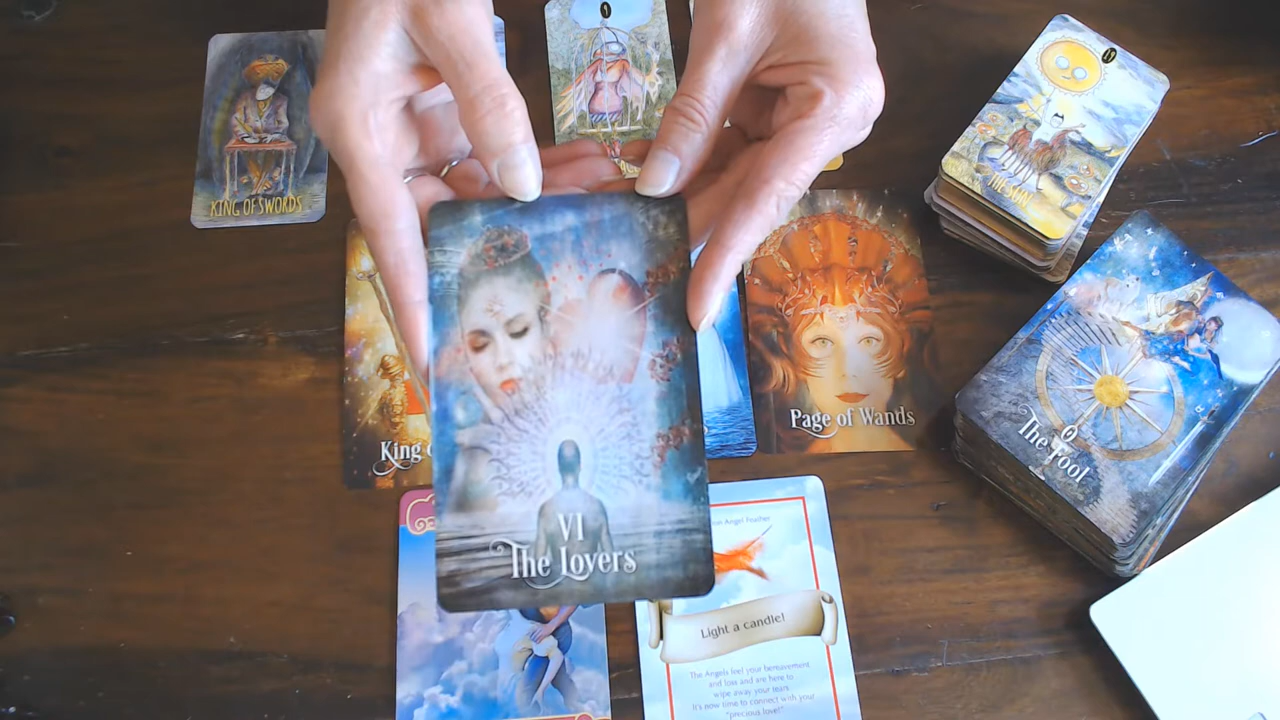 KING OF SWORDS
THE SUN
King
Page of Wands
0
The Fool
VI
The Lovers
Angel Feather
Light a candle!
The Angels feel your bereavement
and loss and are here to
wipe away your tears.
It's now time to connect with your
"precious love!"